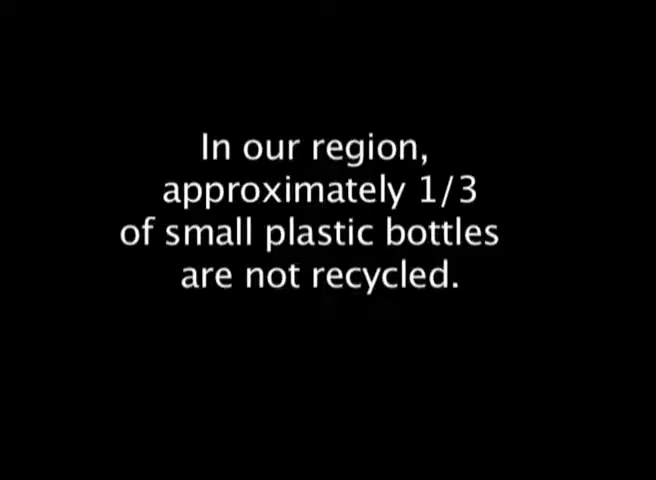 In our region,
approximately 1/3
of small plastic bottles
are not recycled.